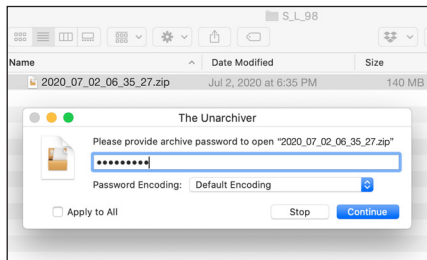 S_L_98
Name Date Modified Size
2020_07_02_06_35_27.zip Jul 2, 2020 at 6:35 PM 140 MB
The Unarchiver
Please provide archive password to open “2020_07_02_06_35_27.zip”
•••••••••
Password Encoding: Default Encoding
Apply to All Stop Continue